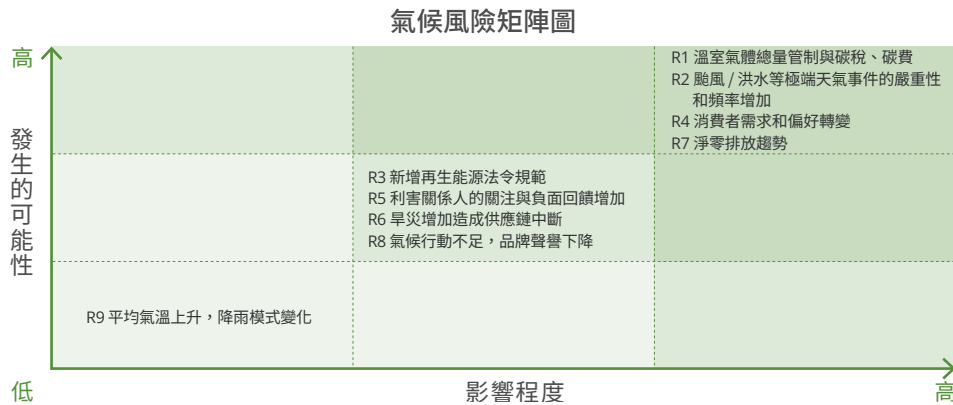 氣候風險矩陣圖
高
發生的可能性
R1 溫室氣體總量管制與碳稅、碳費
R2 颱風 / 洪水等極端天氣事件的嚴重性
和頻率增加
R4 消費者需求和偏好轉變
R7 淨零排放趨勢
R3 新增再生能源法令規範
R5 利害關係人的關注與負面回饋增加
R6 旱災增加造成供應鏈中斷
R8 氣候行動不足，品牌聲譽下降
R9 平均氣溫上升，降雨模式變化
低
影響程度
高